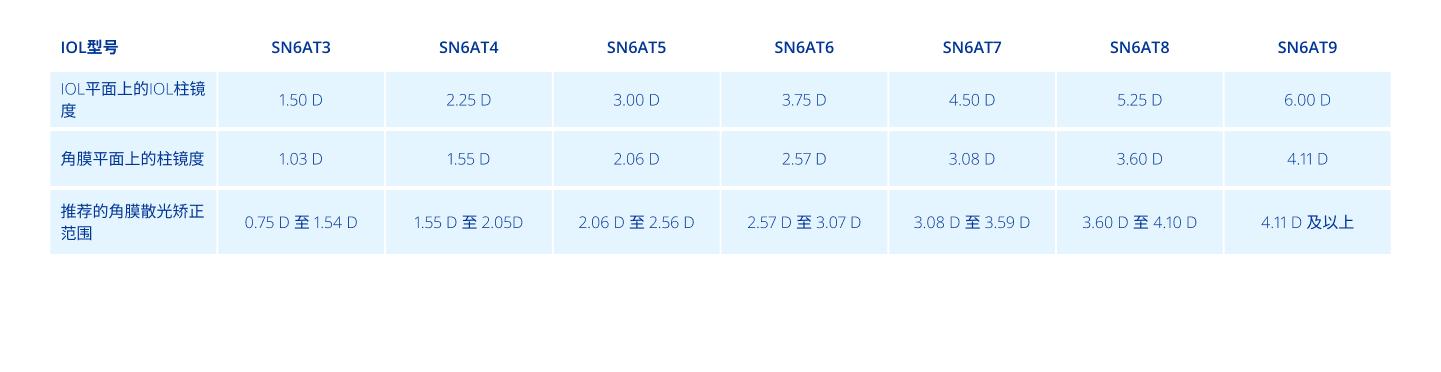 IOL型号 SN6AT3 SN6AT4 SN6AT5 SN6AT6 SN6AT7 SN6AT8 SN6AT9
IOL平面上的IOL柱镜
度 1.50 D 2.25 D 3.00 D 3.75 D 4.50 D 5.25 D 6.00 D
角膜平面上的柱镜度 1.03 D 1.55 D 2.06 D 2.57 D 3.08 D 3.60 D 4.11 D
推荐的角膜散光矫正
范围 0.75 D 至 1.54 D 1.55 D 至 2.05D 2.06 D 至 2.56 D 2.57 D 至 3.07 D 3.08 D 至 3.59 D 3.60 D 至 4.10 D 4.11 D 及以上